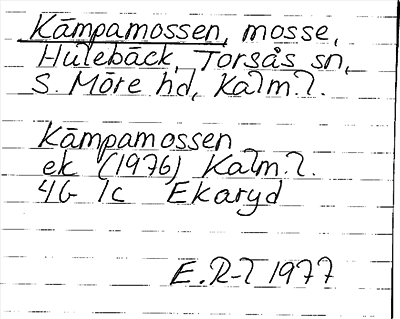 Kämpamossen, mosse,
Hulebäck, Torsås sn,
S. Möre hd, Kalm.l.
Kämpamossen
ek (1976) Kalm.l.
4G 1c Ekaryd
E.R-T 1977